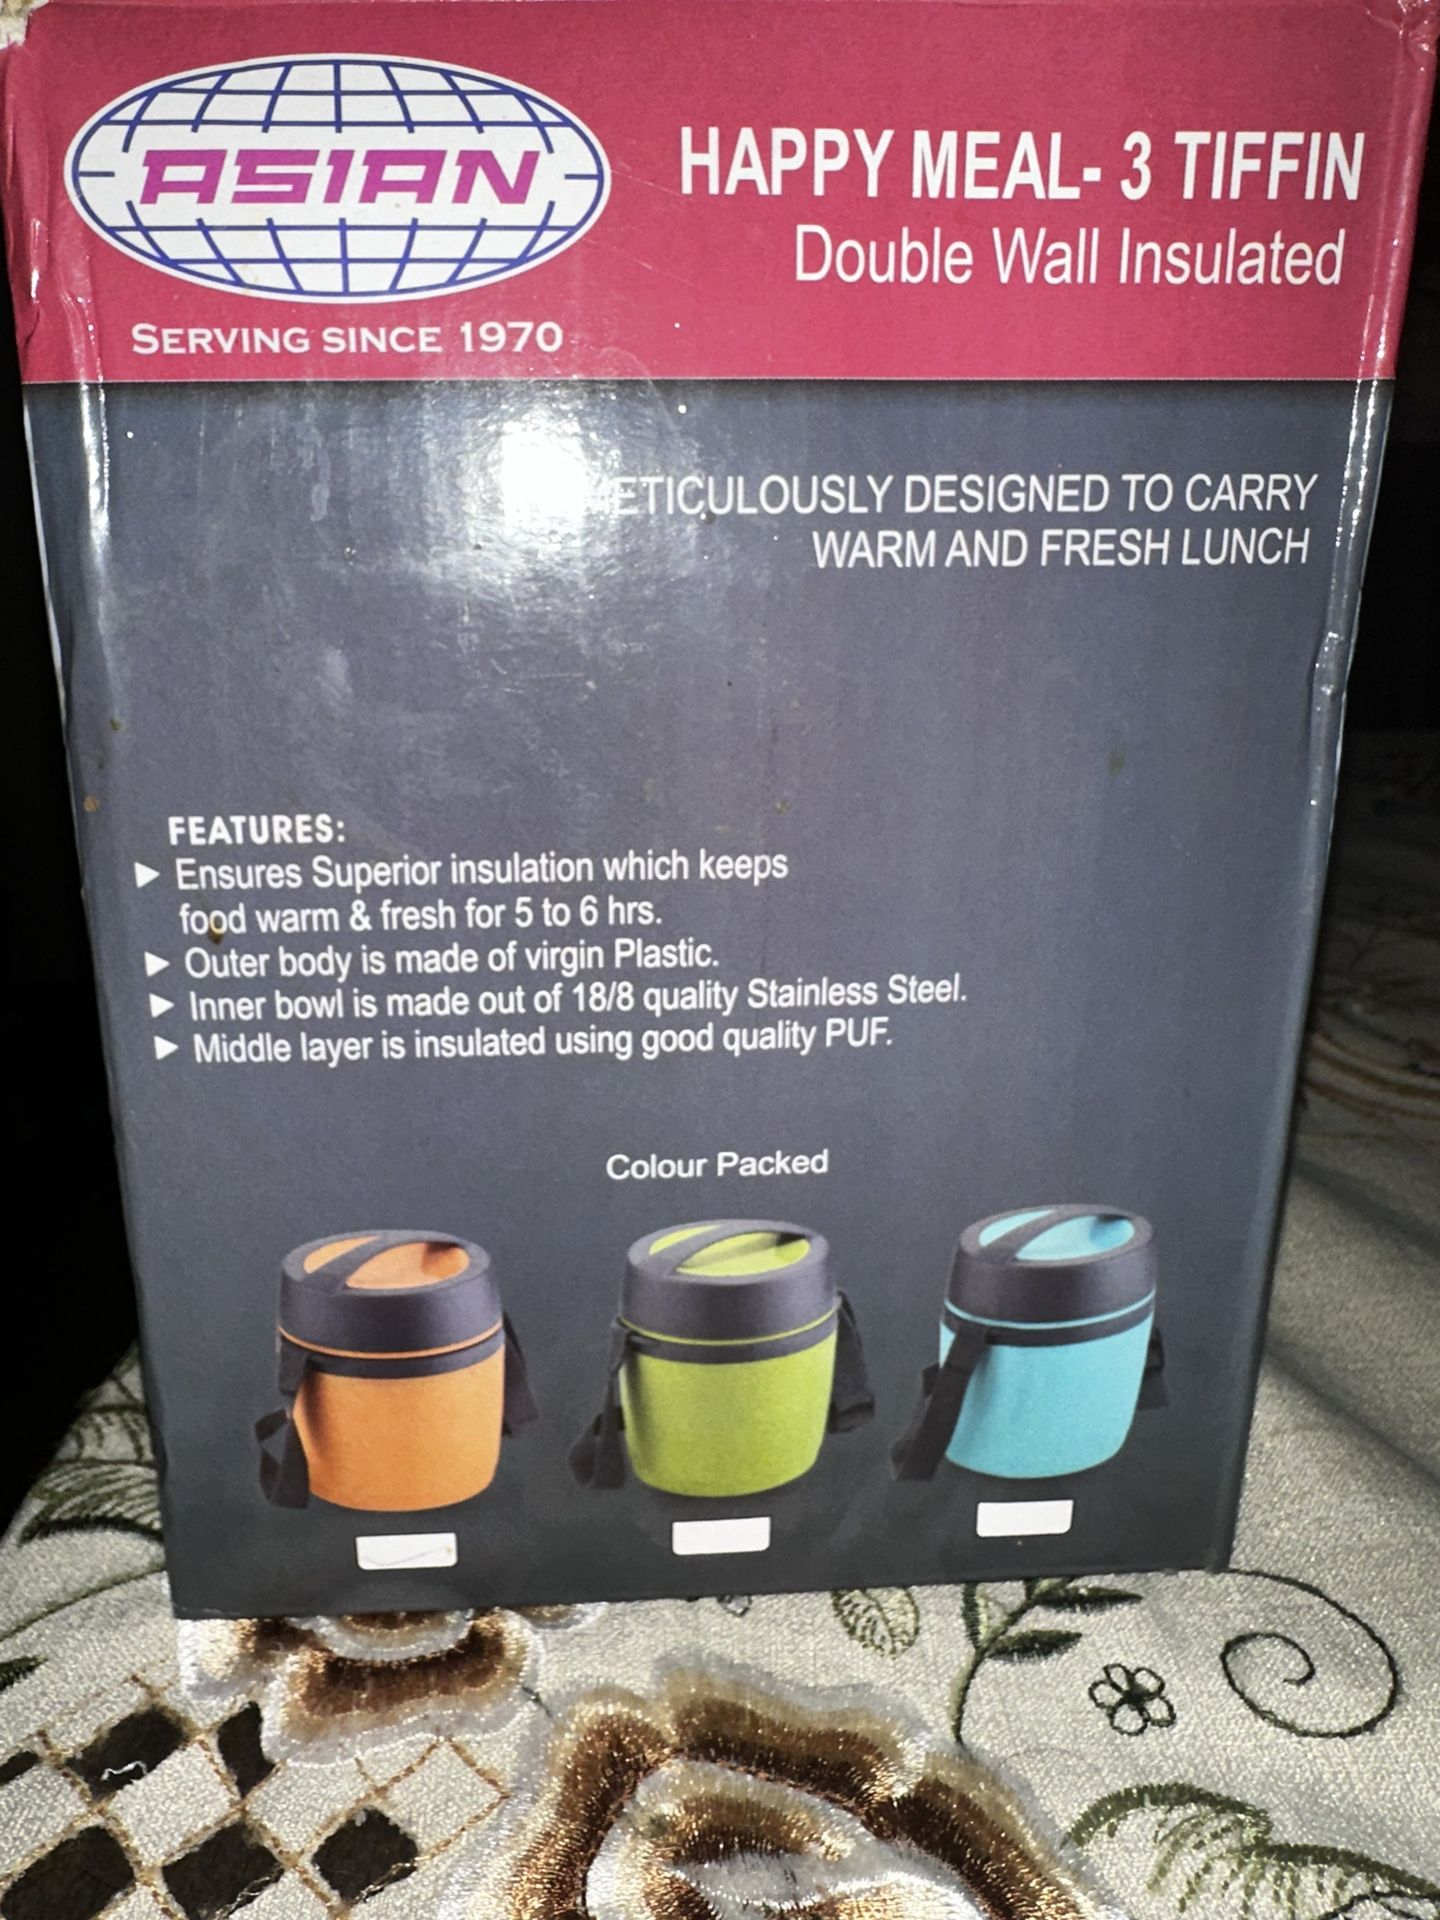 ASIAN
SERVING SINCE 1970
HAPPY MEAL- 3 TIFFIN
Double Wall Insulated
DESIGNED TO CARRY
WARM AND FRESH LUNCH
FEATURES:
► Ensures Superior insulation which keeps
food warm & fresh for 5 to 6 hrs.
► Outer body is made of virgin Plastic.
► Inner bowl is made out of 18/8 quality Stainless Steel.
► Middle layer is insulated using good quality PUF.
Colour Packed